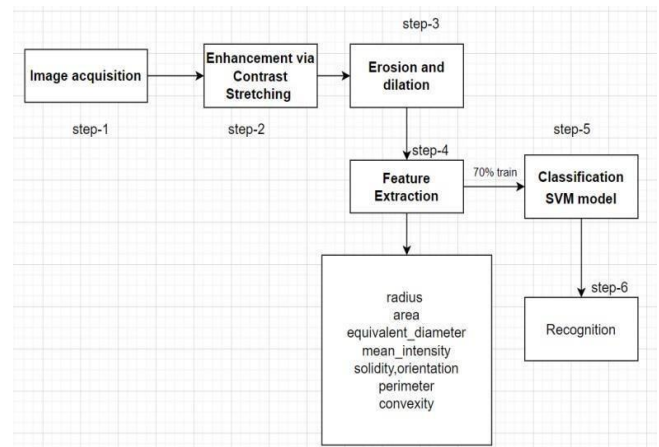 step-3
Image acquisition
Enhancement via
Contrast
Stretching
Erosion and
dilation
step-1
step-2
step-4
step-5
Feature
Extraction
70% train
Classification
SVM model
radius
area
equivalent_diameter
mean_intensity
solidity,orientation
perimeter
convexity
step-6
Recognition